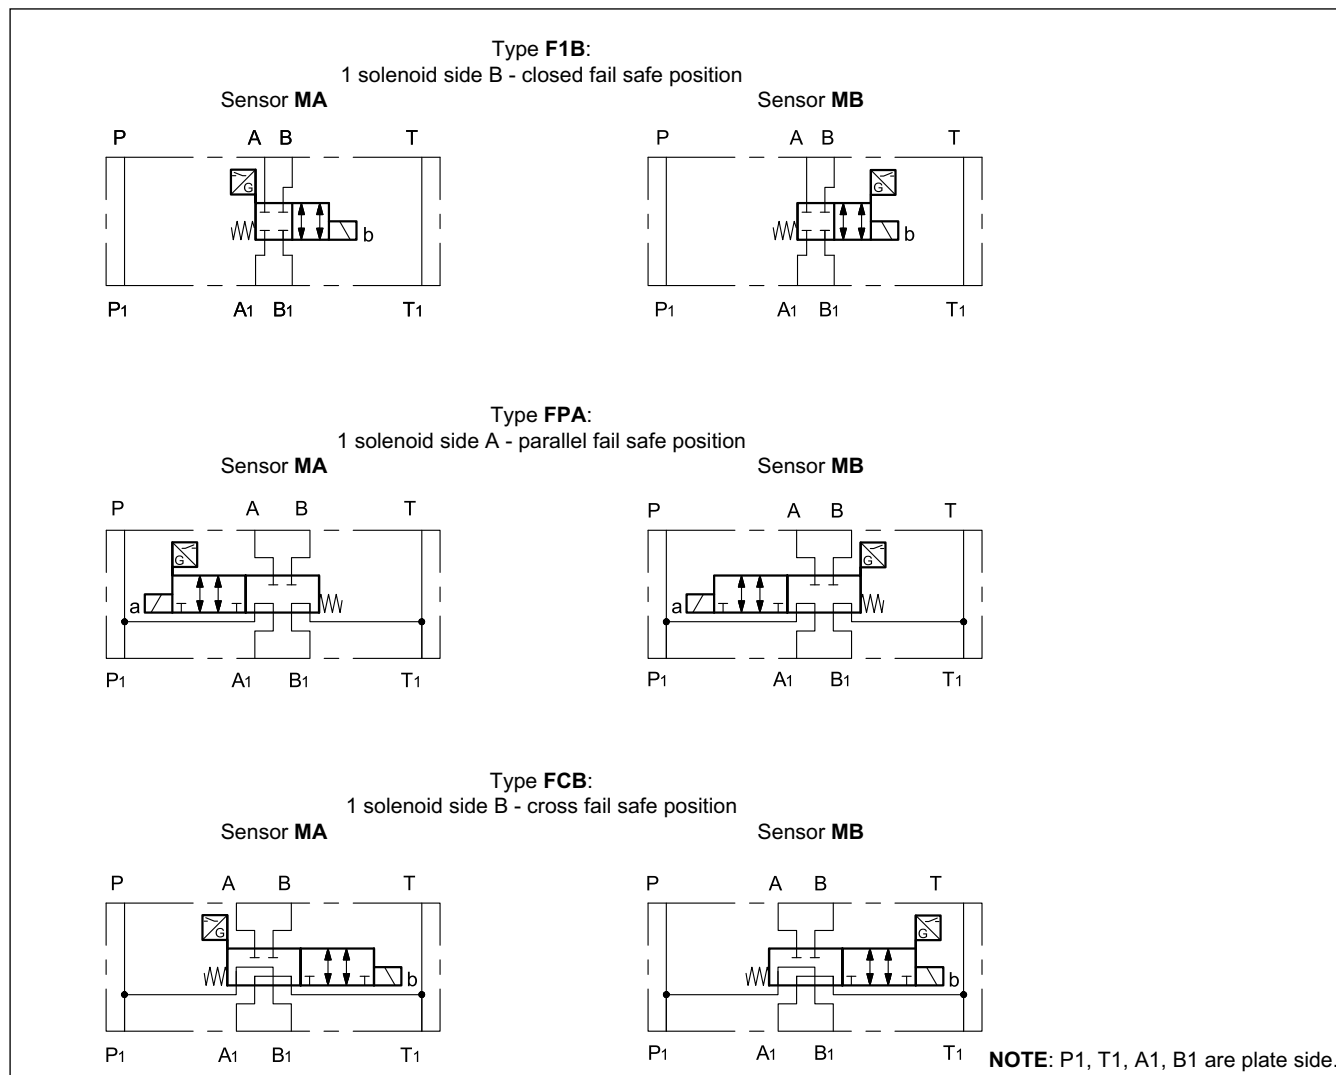 Type F1B:
1 solenoid side B - closed fail safe position
Sensor MA Sensor MB
P A B T P A B T
G G
b b
P1 A1 B1 T1 P1 A1 B1 T1
Type FPA:
1 solenoid side A - parallel fail safe position
Sensor MA Sensor MB
P A B T P A B T
G G
a a
P1 A1 B1 T1 P1 A1 B1 T1
Type FCB:
1 solenoid side B - cross fail safe position
Sensor MA Sensor MB
P A B T P A B T
G G
b b
P1 A1 B1 T1 P1 A1 B1 T1
NOTE: P1, T1, A1, B1 are plate side.